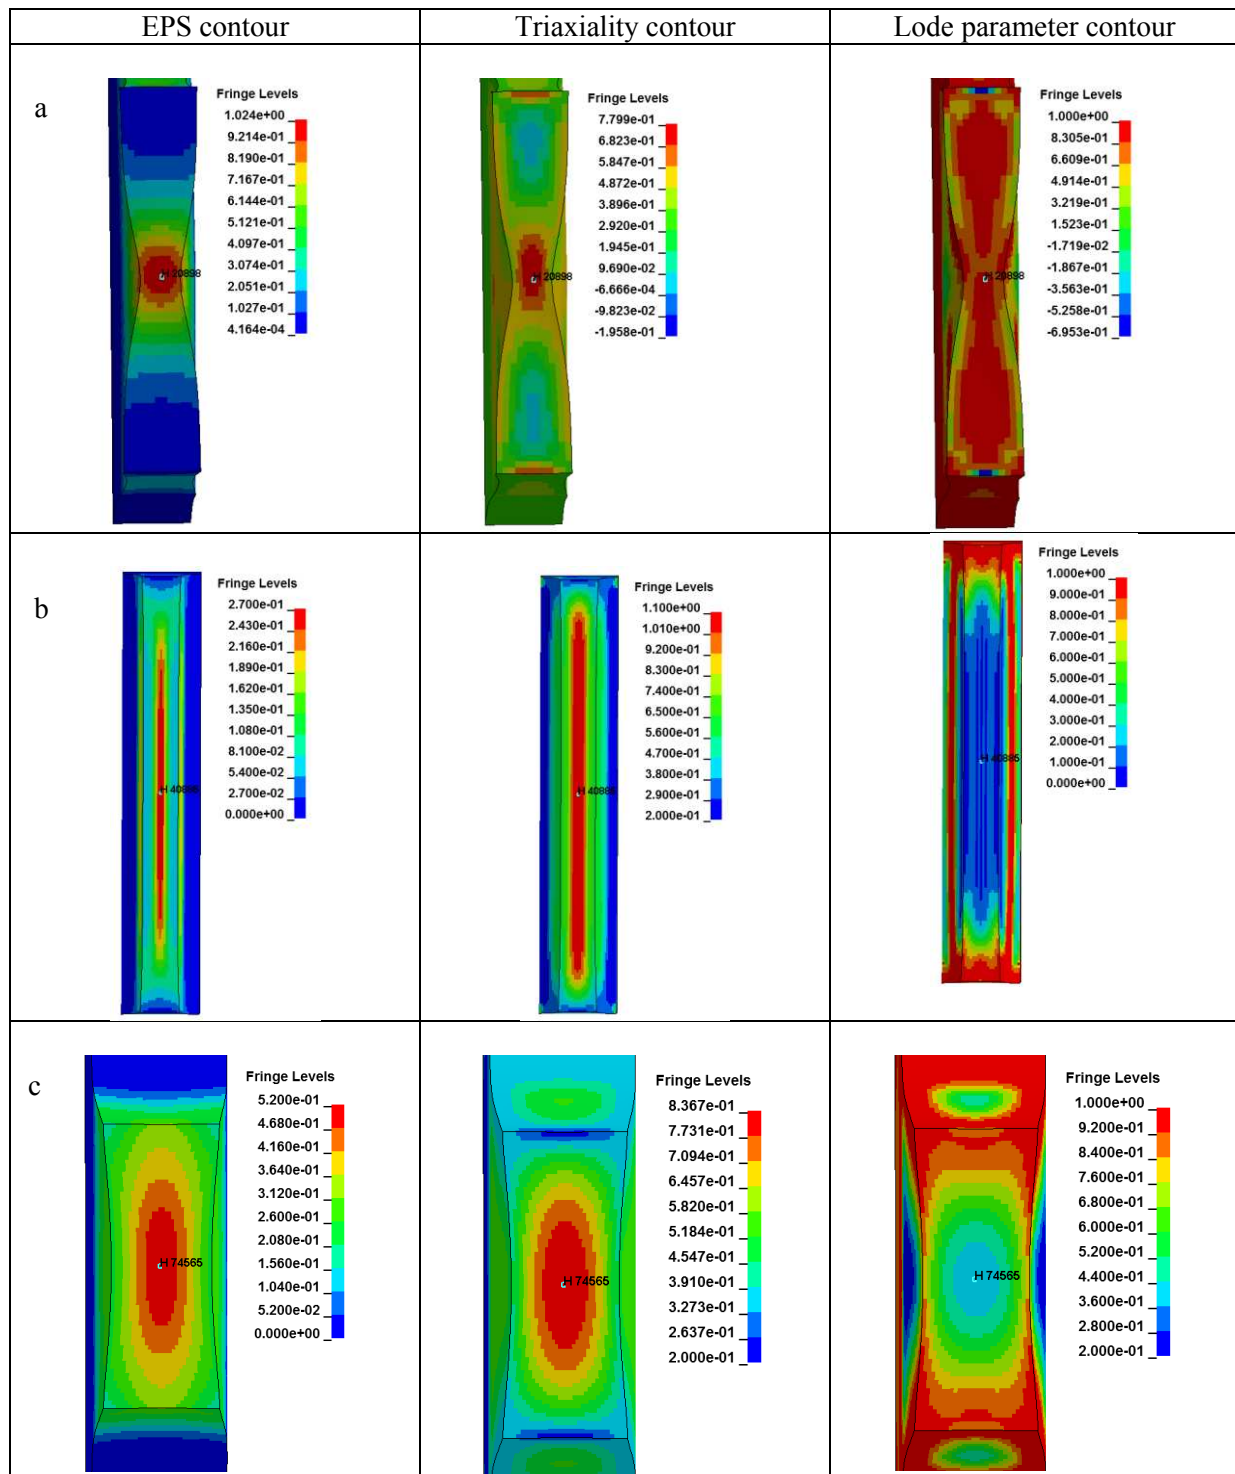 EPS contour
Triaxiality contour
Lode parameter contour
a
Fringe Levels
1.024e+00
9.214e-01
8.190e-01
7.167e-01
6.144e-01
5.121e-01
4.097e-01
3.074e-01
2.051e-01
1.027e-01
4.164e-04
H 20898
Fringe Levels
7.799e-01
6.823e-01
5.847e-01
4.872e-01
3.896e-01
2.920e-01
1.945e-01
9.690e-02
-6.666e-04
-9.823e-02
-1.958e-01
H 20898
Fringe Levels
1.000e+00
8.305e-01
6.609e-01
4.914e-01
3.219e-01
1.523e-01
-1.719e-02
-1.867e-01
-3.563e-01
-5.258e-01
-6.953e-01
H 20898
b
Fringe Levels
2.700e-01
2.430e-01
2.160e-01
1.890e-01
1.620e-01
1.350e-01
1.080e-01
8.100e-02
5.400e-02
2.700e-02
0.000e+00
H 40885
Fringe Levels
1.100e+00
1.010e+00
9.200e-01
8.300e-01
7.400e-01
6.500e-01
5.600e-01
4.700e-01
3.800e-01
2.900e-01
2.000e-01
H 40885
Fringe Levels
1.000e+00
9.000e-01
8.000e-01
7.000e-01
6.000e-01
5.000e-01
4.000e-01
3.000e-01
2.000e-01
1.000e-01
0.000e+00
H 40885
c
Fringe Levels
5.200e-01
4.680e-01
4.160e-01
3.640e-01
3.120e-01
2.600e-01
2.080e-01
1.560e-01
1.040e-01
5.200e-02
0.000e+00
H 74565
Fringe Levels
8.367e-01
7.731e-01
7.094e-01
6.457e-01
5.820e-01
5.184e-01
4.547e-01
3.910e-01
3.273e-01
2.637e-01
2.000e-01
H 74565
Fringe Levels
1.000e+00
9.200e-01
8.400e-01
7.600e-01
6.800e-01
6.000e-01
5.200e-01
4.400e-01
3.600e-01
2.800e-01
2.000e-01
H 74565